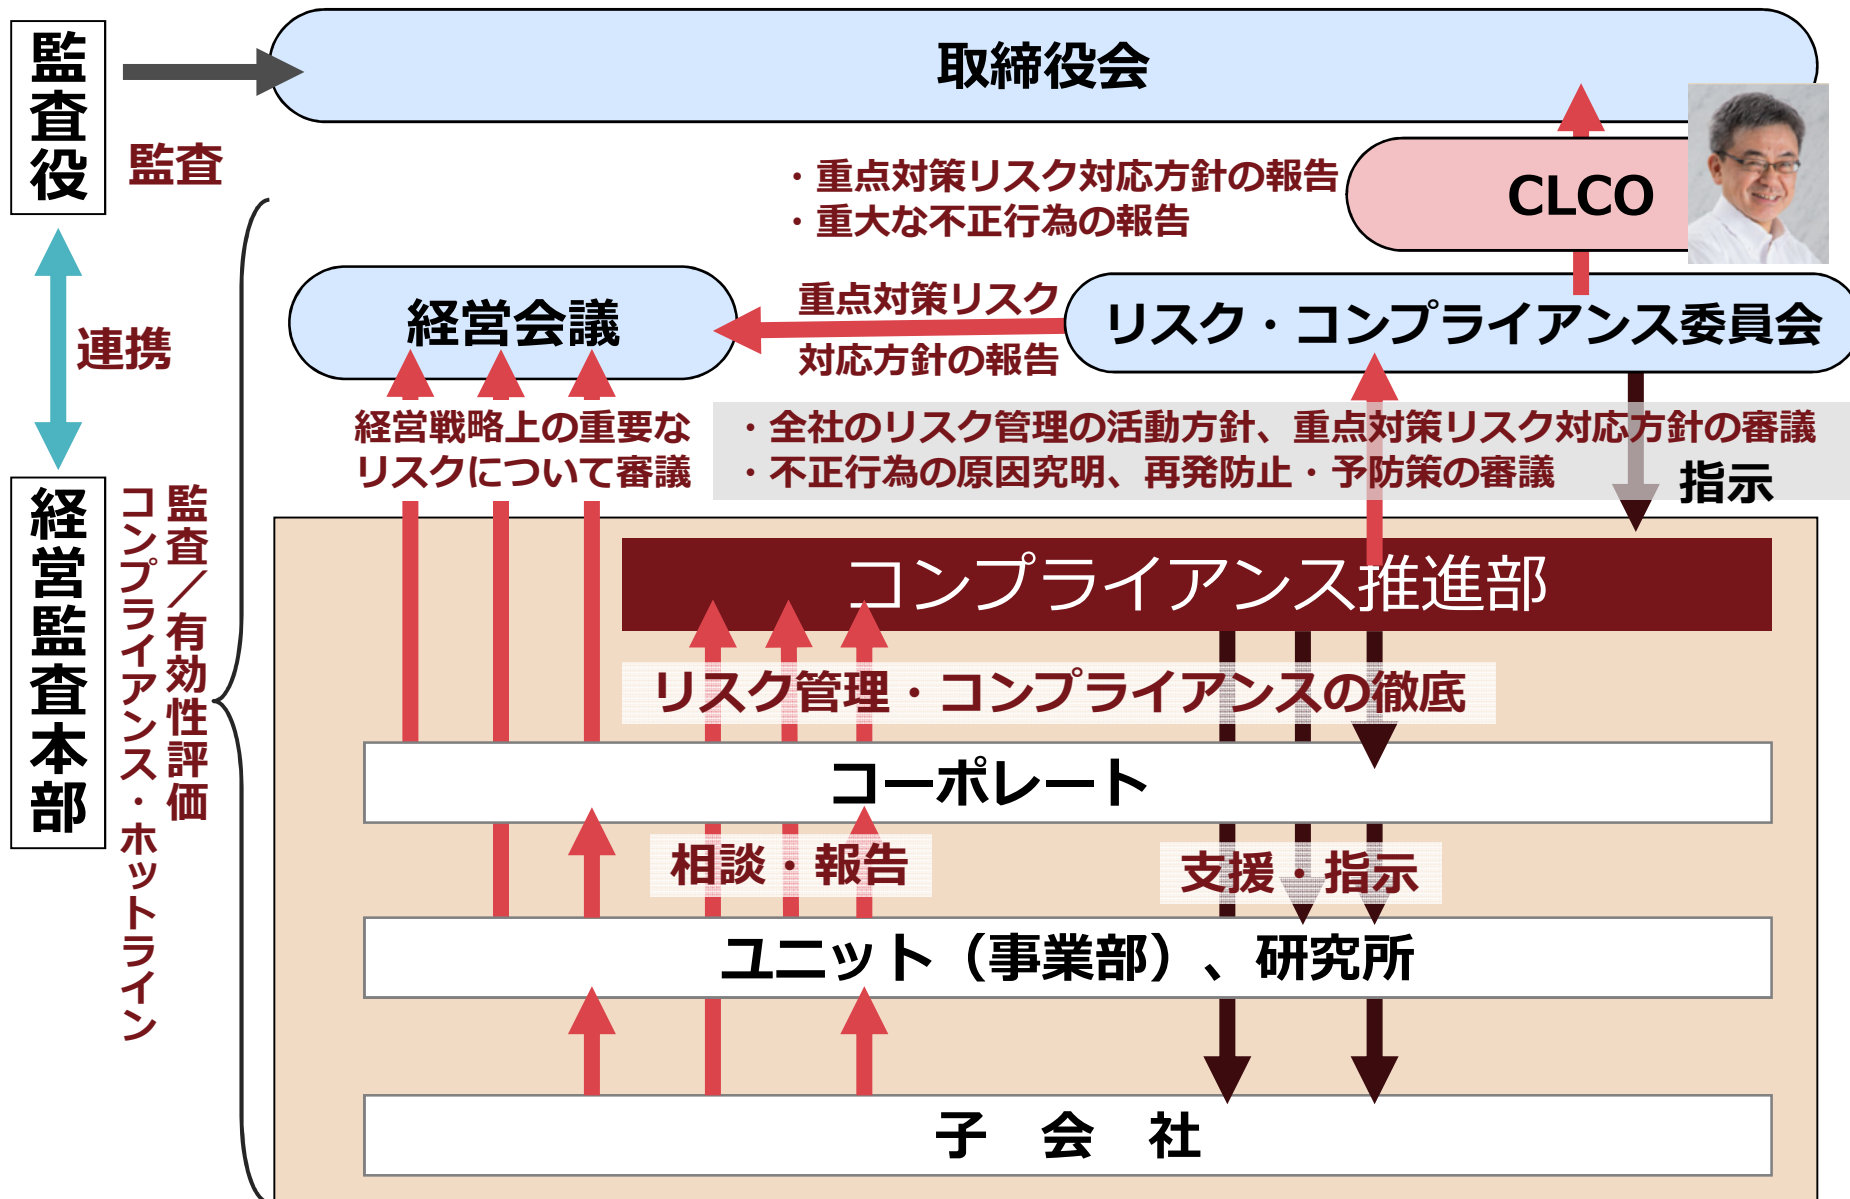 監査役
取締役会
監査
・重点対策リスク対応方針の報告
・重大な不正行為の報告
CLCO
連携
経営会議
重点対策リスク
対応方針の報告
リスク・コンプライアンス委員会
経営戦略上の重要な
リスクについて審議
・全社のリスク管理の活動方針、重点対策リスク対応方針の審議
・不正行為の原因究明、再発防止・予防策の審議
指示
経営監査本部
監査／有効性評価
コンプライアンス・ホットライン
コンプライアンス推進部
リスク管理・コンプライアンスの徹底
コーポレート
相談・報告
支援・指示
ユニット（事業部）、研究所
子　会　社